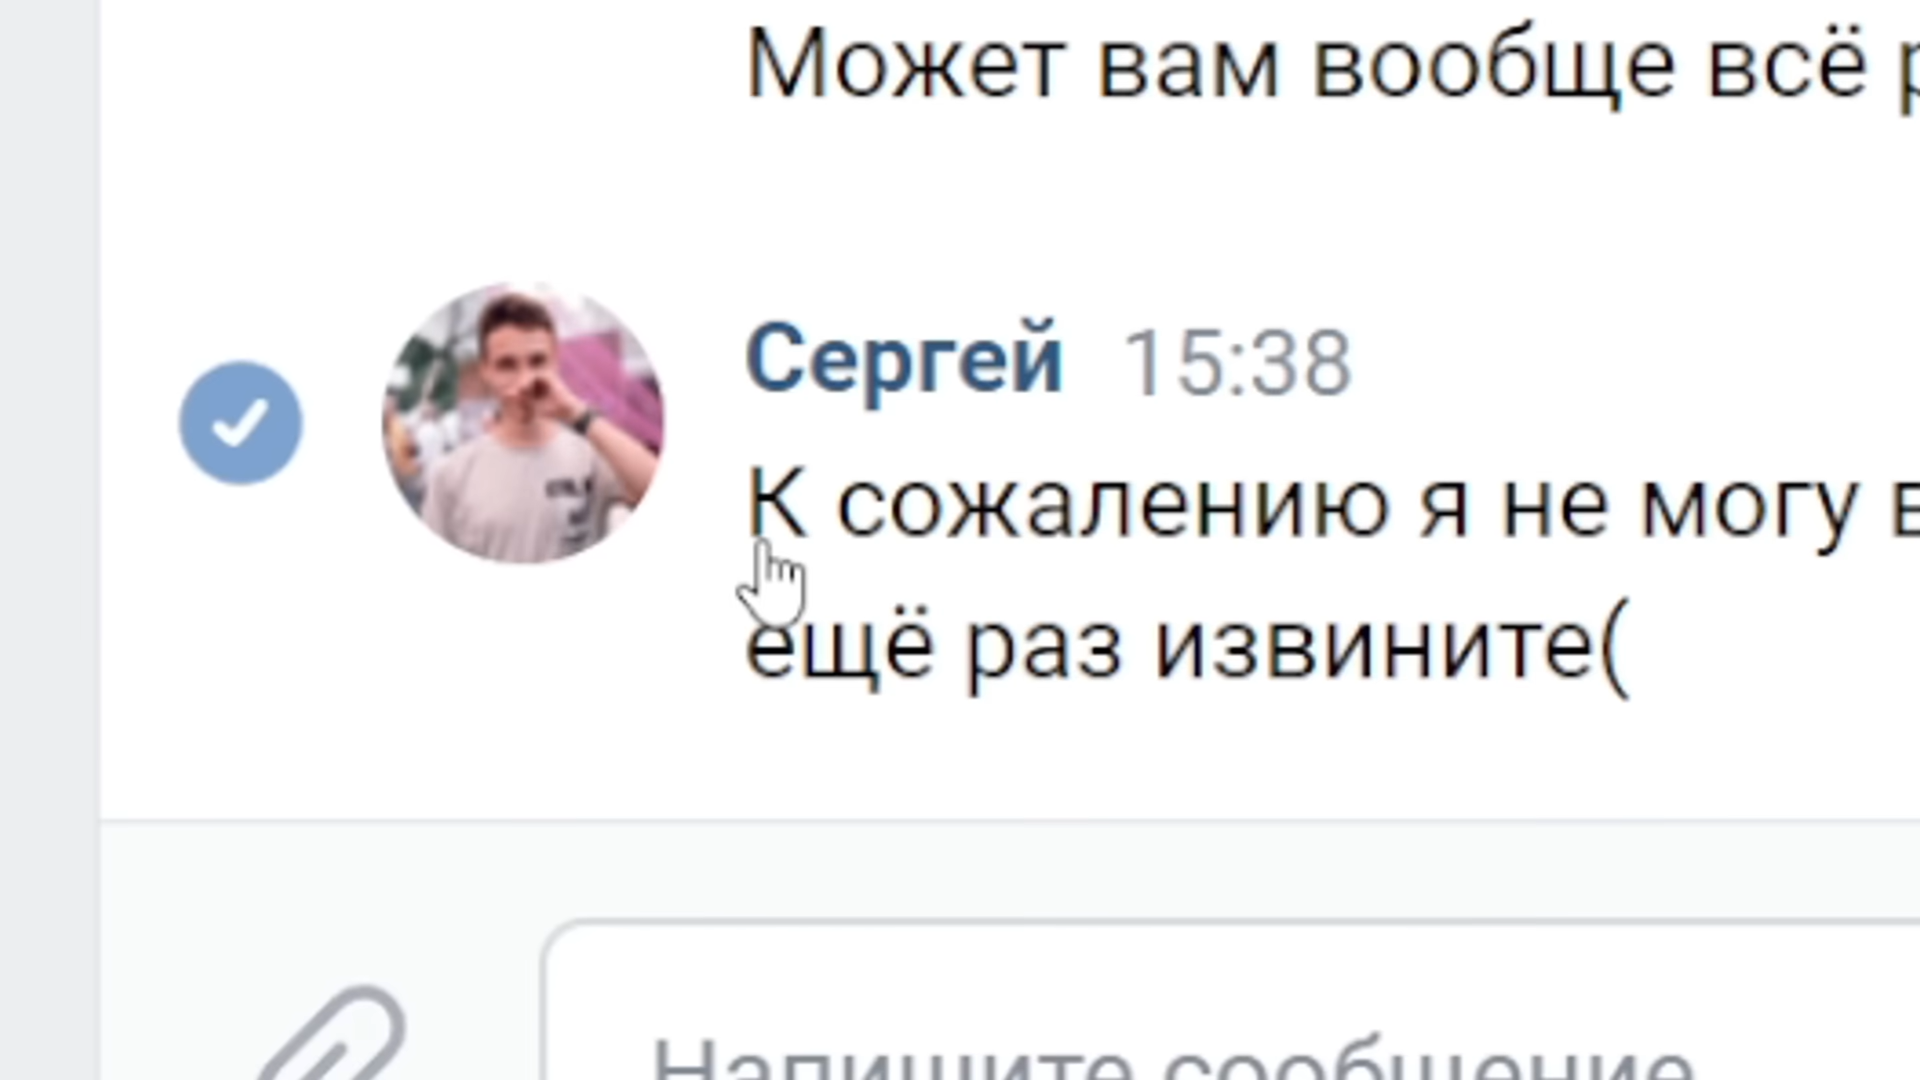 Может вам вообще всё
Сергей 15:38
К сожалению я не могу
ещё раз извините(
Напишите сообщение